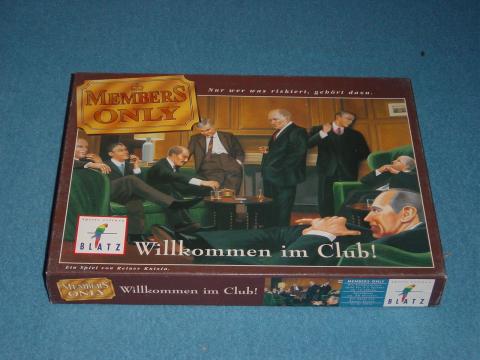 MEMBERS
ONLY
Nur wer was riskiert, gehört dazu.
BLATZ
Willkommen im Club!
Ein Spiel von Reiner Knizia.
MEMBERS
ONLY
Willkommen im Club!
MEMBERS ONLY
BLATZ